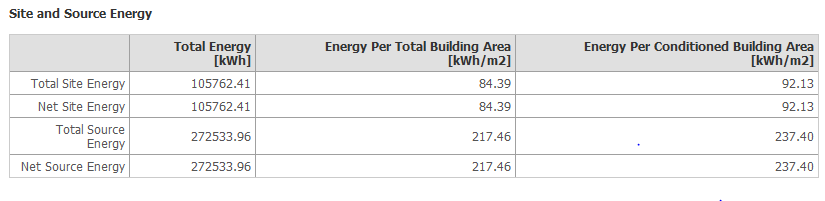 Site and Source Energy
Total Energy Energy Per Total Building Area Energy Per Conditioned Building Area
[kWh] [kWh/m2] [kWh/m2]
Total Site Energy 105762.41 84.39 92.13
Net Site Energy 105762.41 84.39 92.13
Total Source
Energy 272533.96 217.46 237.40
Net Source Energy 272533.96 217.46 237.40